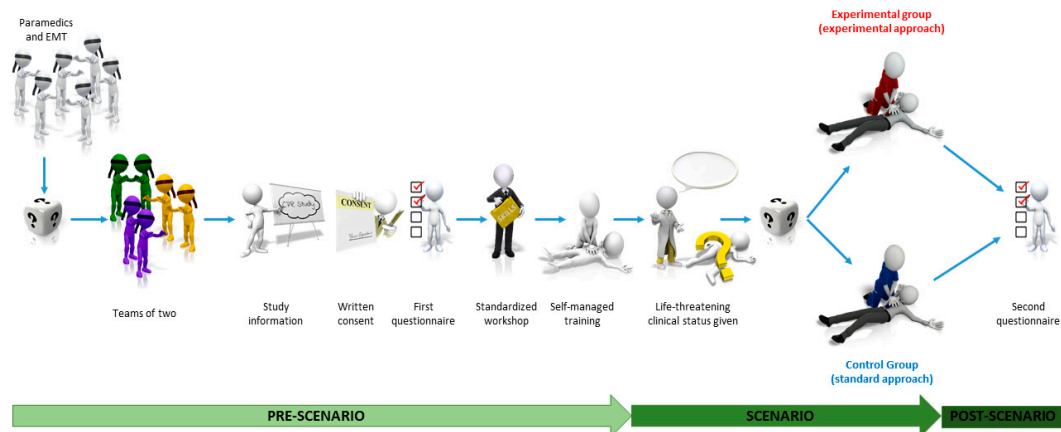 Paramedics
and EMT
Experimental group
(experimental approach)
? ? ?
CPR Study
CONSENT
SKILLS
?
? ? ?
Teams of two
Study
information
Written
consent
First
questionnaire
Standardized
workshop
Self-managed
training
Life-threatening
clinical status given
Second
questionnaire
Control Group
(standard approach)
PRE-SCENARIO
SCENARIO
POST-SCENARIO